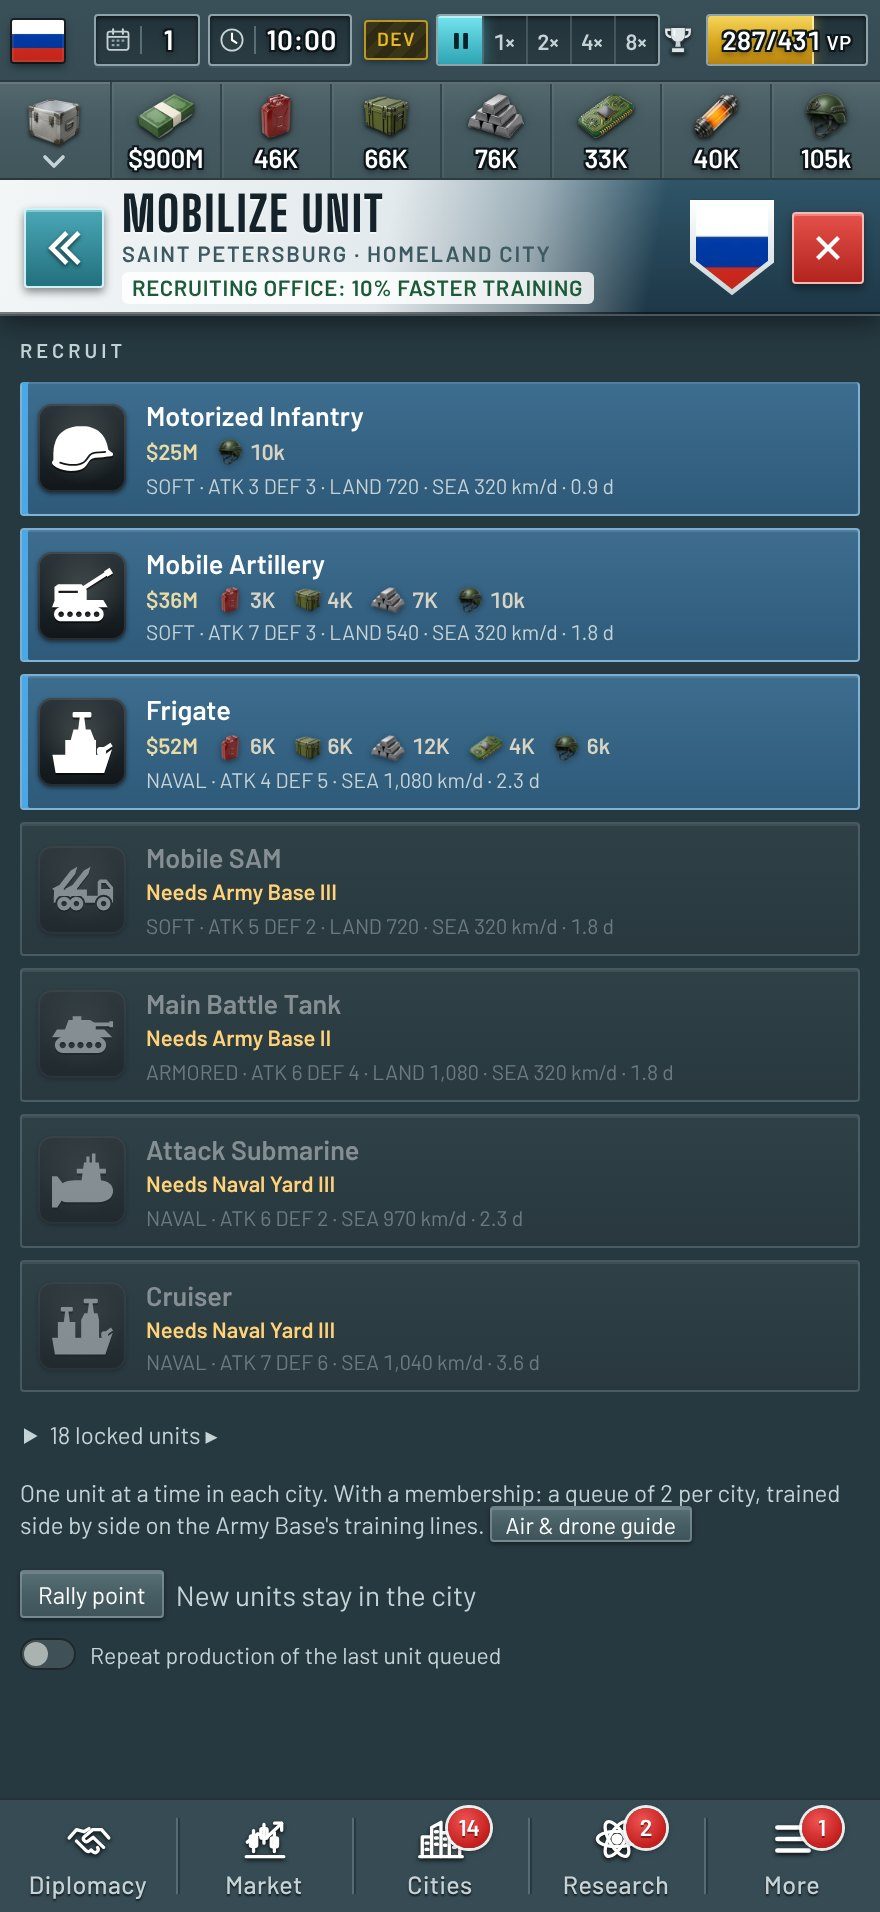 1
10:00
DEV
1×
2×
4×
8×
287/431 VP
$900M
46K
66K
76K
33K
40K
105k
MOBILIZE UNIT
SAINT PETERSBURG · HOMELAND CITY
RECRUITING OFFICE: 10% FASTER TRAINING
RECRUIT
Motorized Infantry
$25M 10k
SOFT · ATK 3 DEF 3 · LAND 720 · SEA 320 km/d · 0.9 d
Mobile Artillery
$36M 3K 4K 7K 10k
SOFT · ATK 7 DEF 3 · LAND 540 · SEA 320 km/d · 1.8 d
Frigate
$52M 6K 6K 12K 4K 6k
NAVAL · ATK 4 DEF 5 · SEA 1,080 km/d · 2.3 d
Mobile SAM
Needs Army Base III
SOFT · ATK 5 DEF 2 · LAND 720 · SEA 320 km/d · 1.8 d
Main Battle Tank
Needs Army Base II
ARMORED · ATK 6 DEF 4 · LAND 1,080 · SEA 320 km/d · 1.8 d
Attack Submarine
Needs Naval Yard III
NAVAL · ATK 6 DEF 2 · SEA 970 km/d · 2.3 d
Cruiser
Needs Naval Yard III
NAVAL · ATK 7 DEF 6 · SEA 1,040 km/d · 3.6 d
▶ 18 locked units ▸
One unit at a time in each city. With a membership: a queue of 2 per city, trained
side by side on the Army Base's training lines. Air & drone guide
Rally point New units stay in the city
Repeat production of the last unit queued
14
2
1
Diplomacy
Market
Cities
Research
More